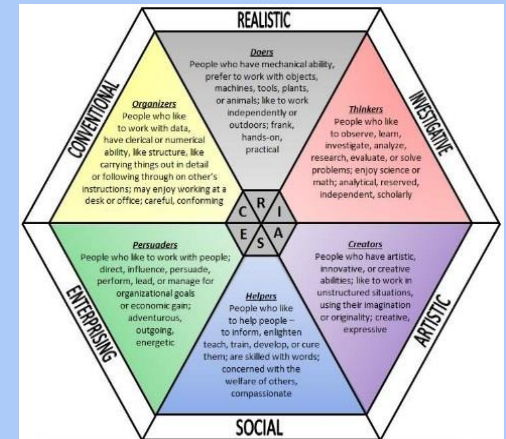 REALISTIC
Doers
People who have mechanical ability,
prefer to work with objects,
machines, tools, plants,
or animals; like to work
independently or
outdoors; frank,
hands-on,
practical
CONVENTIONAL
Organizers
People who like
to work with data,
have clerical or numerical
ability, like structure, like
carrying things out in detail
or following through on other's
instructions; may enjoy working at a
desk or office; careful, conforming
INVESTIGATIVE
Thinkers
People who like
to observe, learn,
investigate, analyze,
research, evaluate, or solve
problems; enjoy science or
math; analytical, reserved,
independent, scholarly
C R I
E S A
ENTERPRISING
Persuaders
People who like to work with people;
direct, influence, persuade,
perform, lead, or manage for
organizational goals
or economic gain;
adventurous,
outgoing,
energetic
ARTISTIC
Creators
People who have artistic,
innovative, or creative
abilities; like to work in
unstructured situations,
using their imagination
or originality; creative,
expressive
Helpers
People who like
to help people –
to inform, enlighten
teach, train, develop, or cure
them; are skilled with words;
concerned with the
welfare of others,
compassionate
SOCIAL